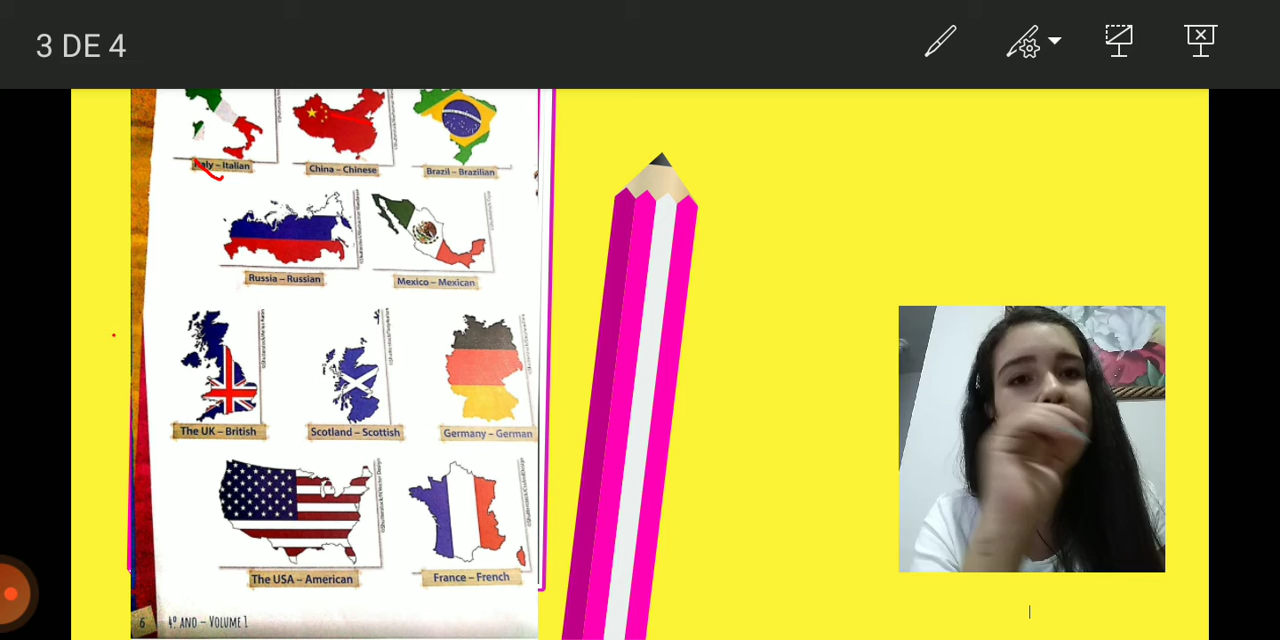 3 DE 4
Italy – Italian
China – Chinese
Brazil – Brazilian
Russia – Russian
Mexico – Mexican
The UK – British
Scotland – Scottish
Germany – German
The USA – American
France – French
6
4º ANO – VOLUME 1